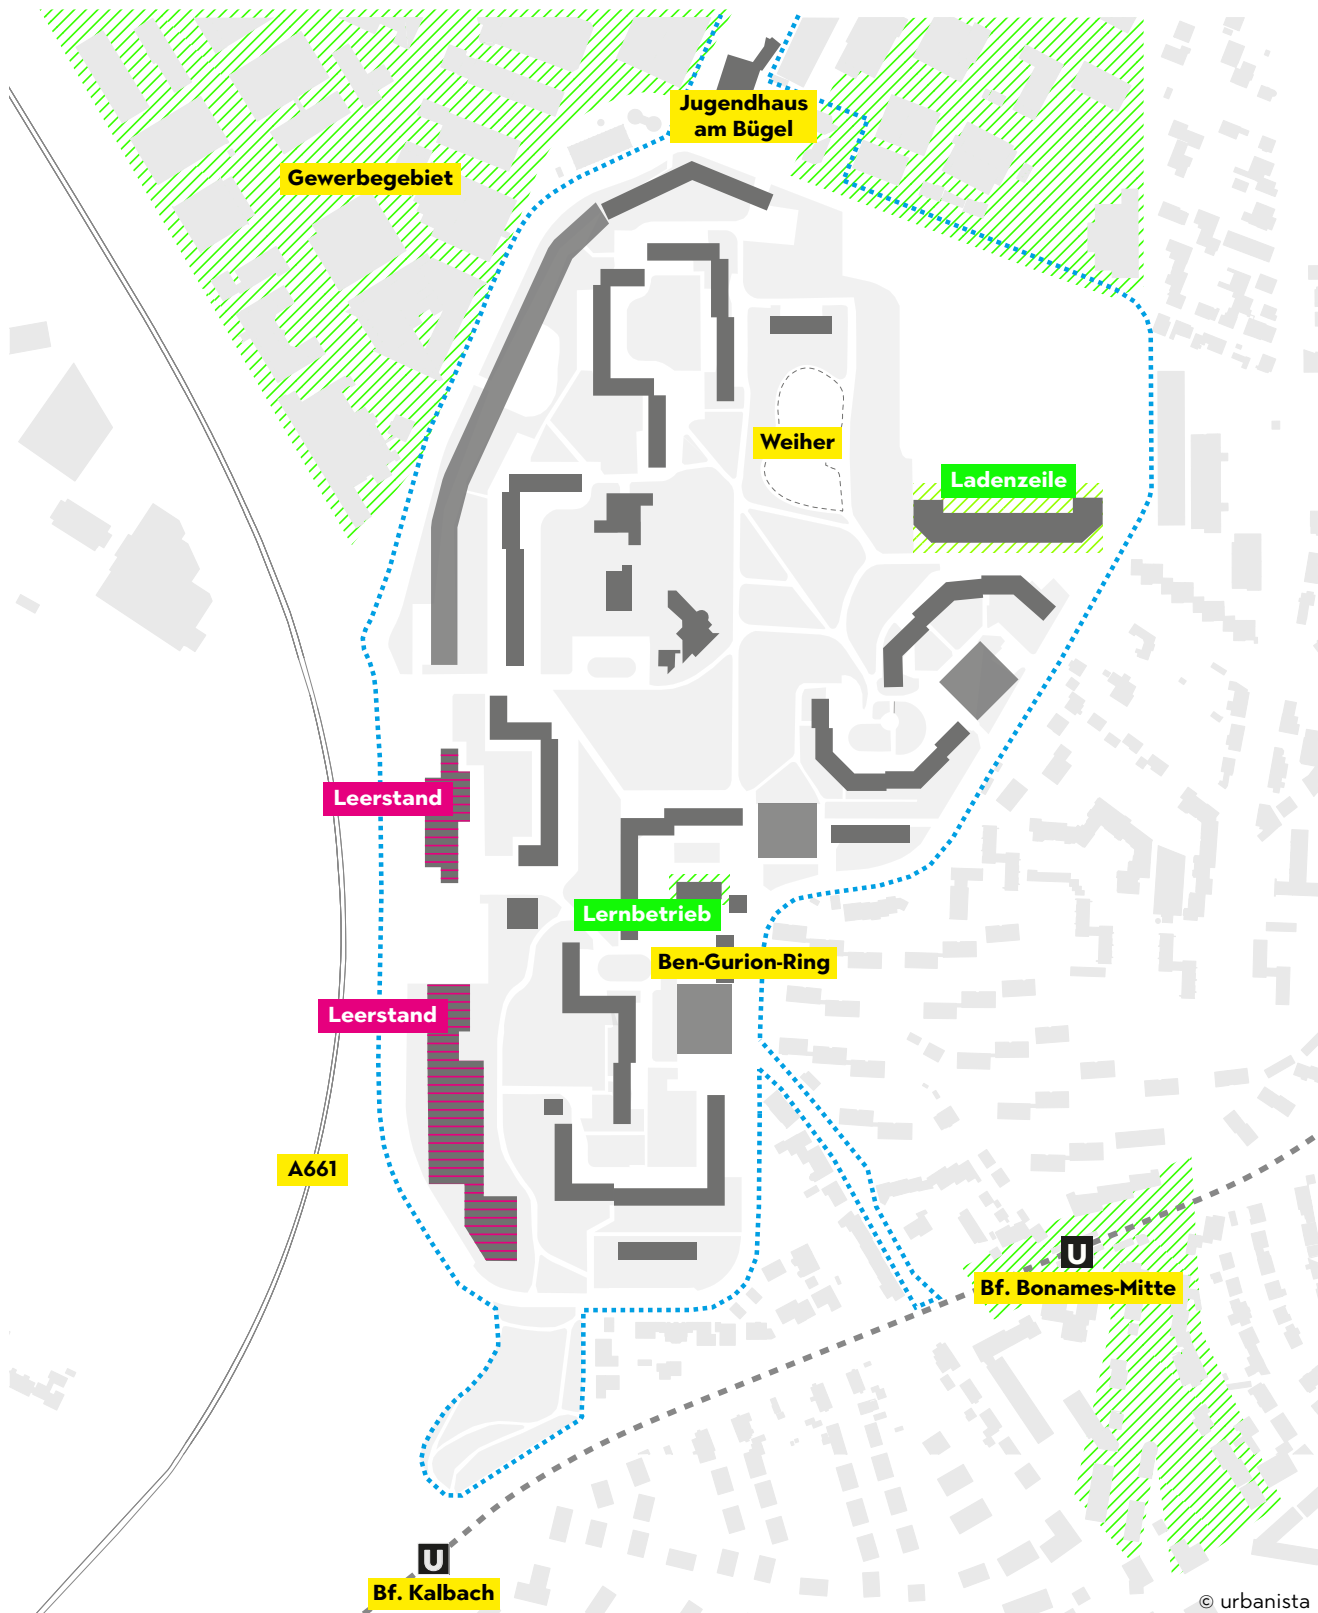 Jugendhaus
am Bügel
Gewerbegebiet
Weiher
Ladenzeile
Leerstand
Lernbetrieb
Ben-Gurion-Ring
Leerstand
A661
U
Bf. Bonames-Mitte
U
Bf. Kalbach
© urbanista